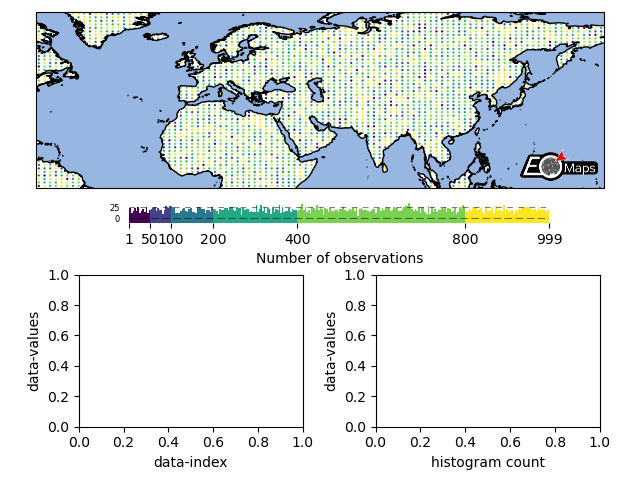 EO Maps
25
0
1 50 100 200 400 800 999
Number of observations
1.0 1.0
0.8 0.8
data-values 0.6 data-values 0.6
0.4 0.4
0.2 0.2
0.0 0.0
0.0 0.2 0.4 0.6 0.8 1.0 0.0 0.2 0.4 0.6 0.8 1.0
data-index histogram count